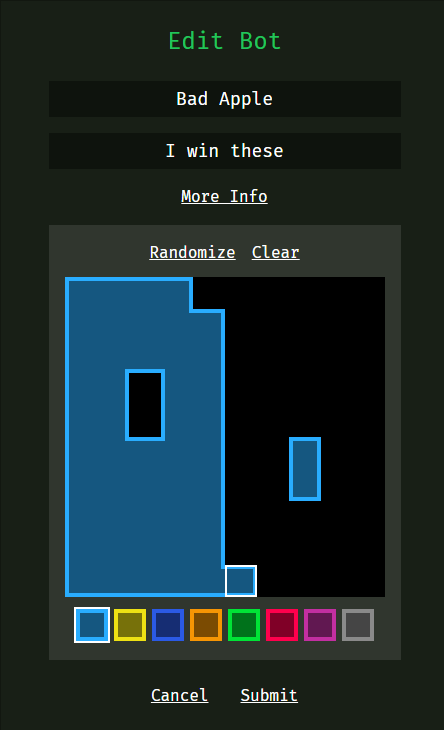 Edit Bot
Bad Apple
I win these
More Info
Randomize Clear
Cancel Submit